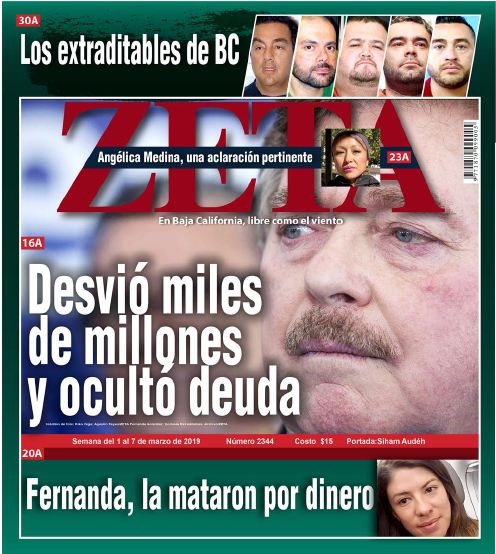 30A
Los extraditables de BC
ZETA
Angélica Medina, una aclaración pertinente
23A
En Baja California, libre como el viento
16A
Desvió miles
de millones
y ocultó deuda
Semana del 1 al 7 de marzo de 2019 Número 2344 Costo $15 Portada:Siham Audéh
20A
Fernanda, la mataron por dinero